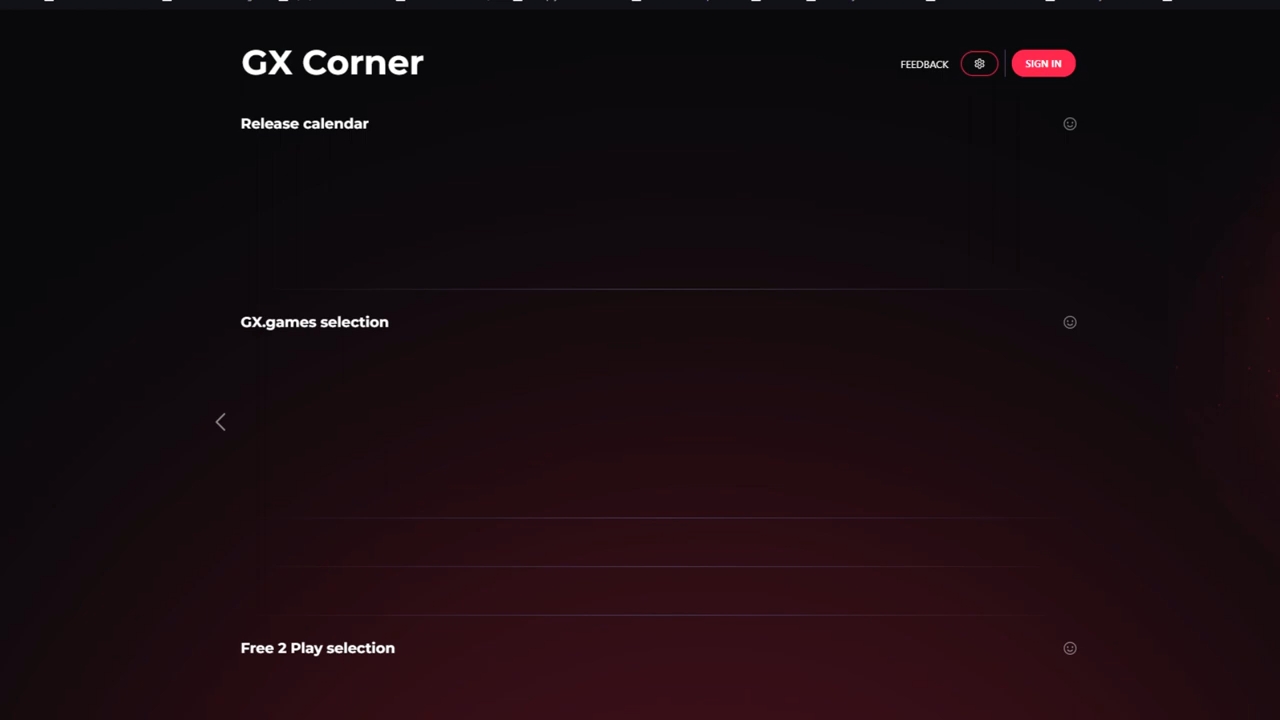 GX Corner
FEEDBACK
SIGN IN
Release calendar
GX.games selection
Free 2 Play selection